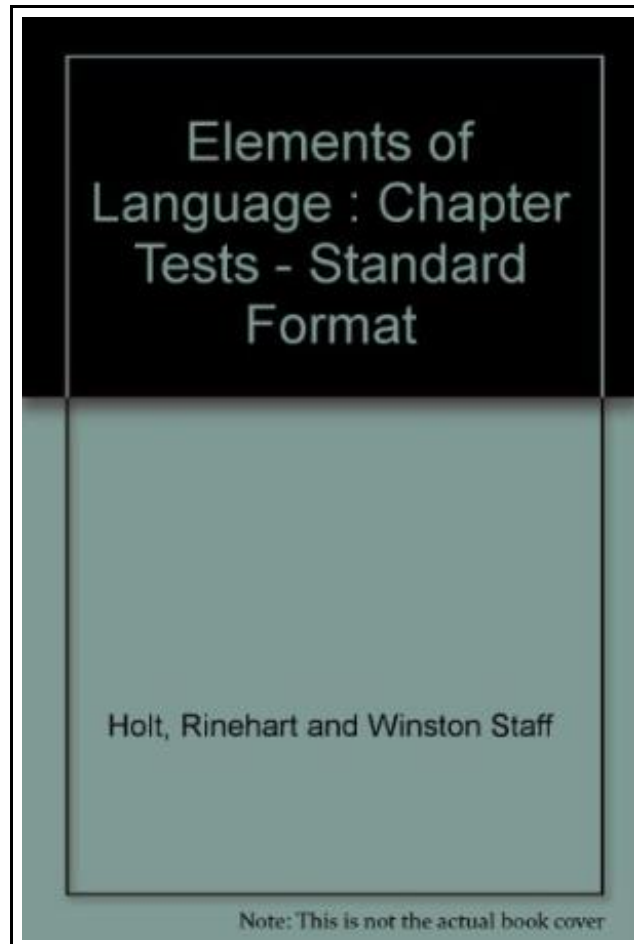 Elements of
Language : Chapter
Tests - Standard
Format
Holt, Rinehart and Winston Staff
Note: This is not the actual book cover